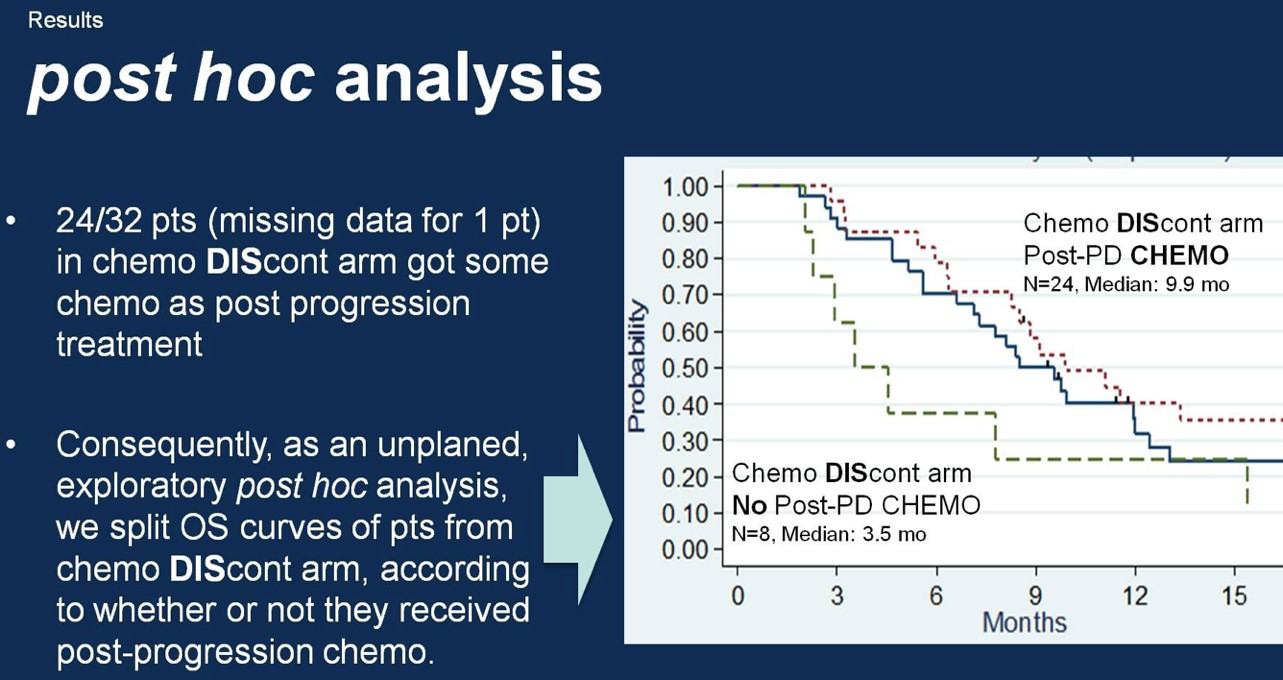 Results
post hoc analysis
• 24/32 pts (missing data for 1 pt)
in chemo DIScont arm got some
chemo as post progression
treatment
• Consequently, as an unplaned,
exploratory post hoc analysis,
we split OS curves of pts from
chemo DIScont arm, according
to whether or not they received
post-progression chemo.
Probability
1.00
0.90
0.80
0.70
0.60
0.50
0.40
0.30
0.20
0.10
0.00
Chemo DIScont arm
Post-PD CHEMO
N=24, Median: 9.9 mo
Chemo DIScont arm
No Post-PD CHEMO
N=8, Median: 3.5 mo
0 3 6 9 12 15
Months